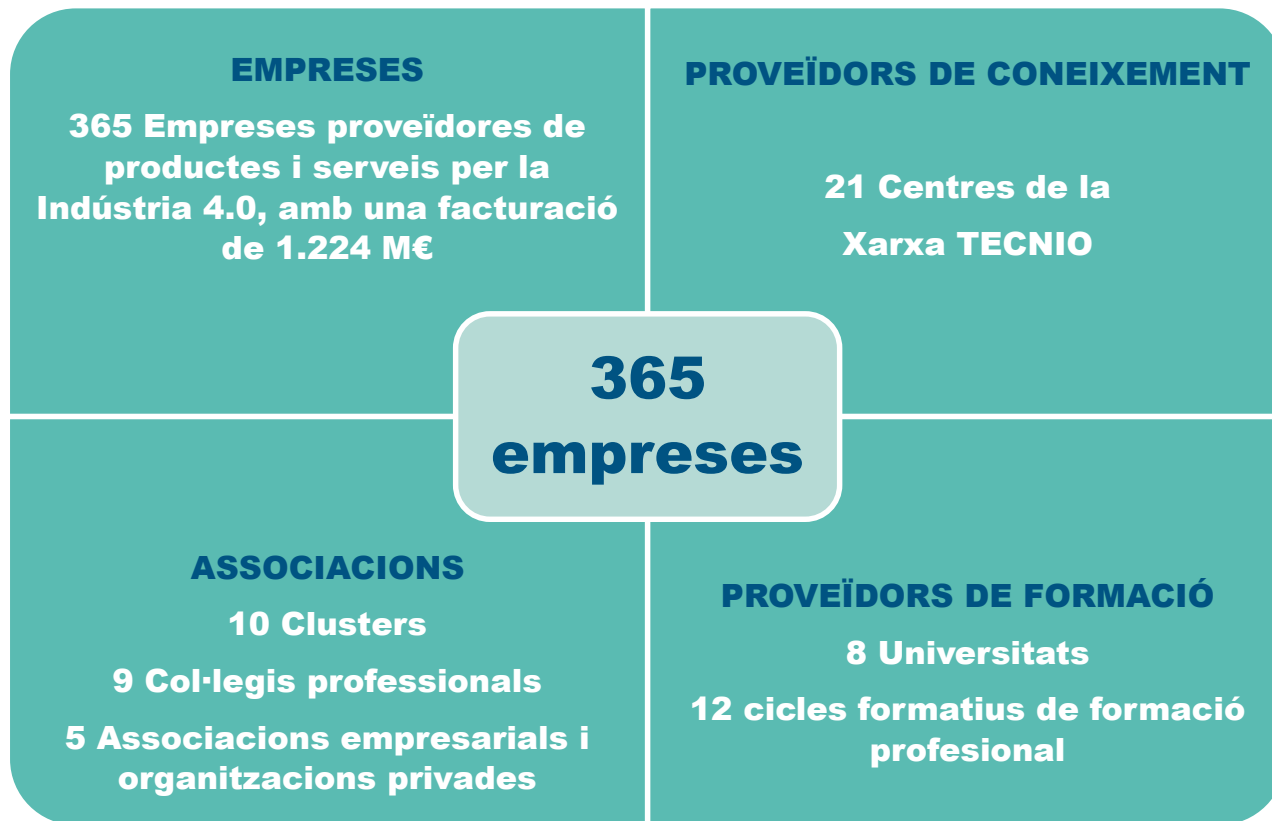 EMPRESES
365 Empreses proveïdores de
productes i serveis per la
Indústria 4.0, amb una facturació
de 1.224 M€
PROVEÏDORS DE CONEIXEMENT
21 Centres de la
Xarxa TECNIO
365
empreses
ASSOCIACIONS
10 Clusters
9 Col·legis professionals
5 Associacions empresarials i
organitzacions privades
PROVEÏDORS DE FORMACIÓ
8 Universitats
12 cicles formatius de formació
profesional